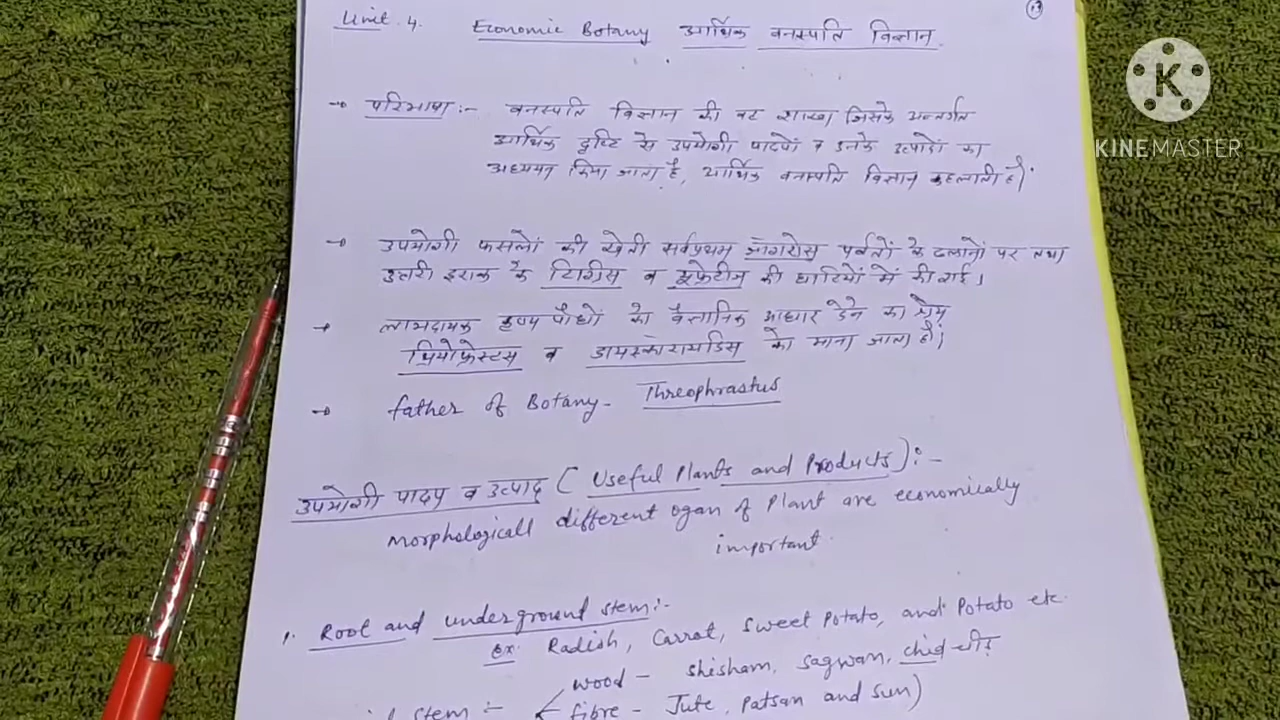 Unit. 4. Economic Botany आर्थिक वनस्पति विज्ञान.
K
KINEMASTER
→ परिभाषा :- वनस्पति विज्ञान की वह शाखा जिसके अन्तर्गत
आर्थिक दृष्टि से उपयोगी पादपों व उनके उत्पादों का
अध्ययन किया जाता है, आर्थिक वनस्पति विज्ञान कहलाती है।
→ उपयोगी फसलों की खेती सर्वप्रथम जागरोस पर्वतों के ढलानों पर तथा
उत्तरी इराक के टिग्रीस व यूफ्रेटीज की घाटियों में की गई।
→ लाभदायक कृष्य पौधों को वैज्ञानिक आधार देने का श्रेय
थियोफ्रेस्टस व डायस्कोरायडिस को माना जाता है।
→ father of Botany - Threophrastus
उपयोगी पादप व उत्पाद (Useful Plants and Products) :-
morphologicall different ogan of Plant are economically
important.
1. Root and underground stem :-
ex: Radish, Carrot, Sweet Potato, and Potato etc.
wood - shisham, sagwan, chid चीड़
stem :- fibre - Jute, Patsan and sun)